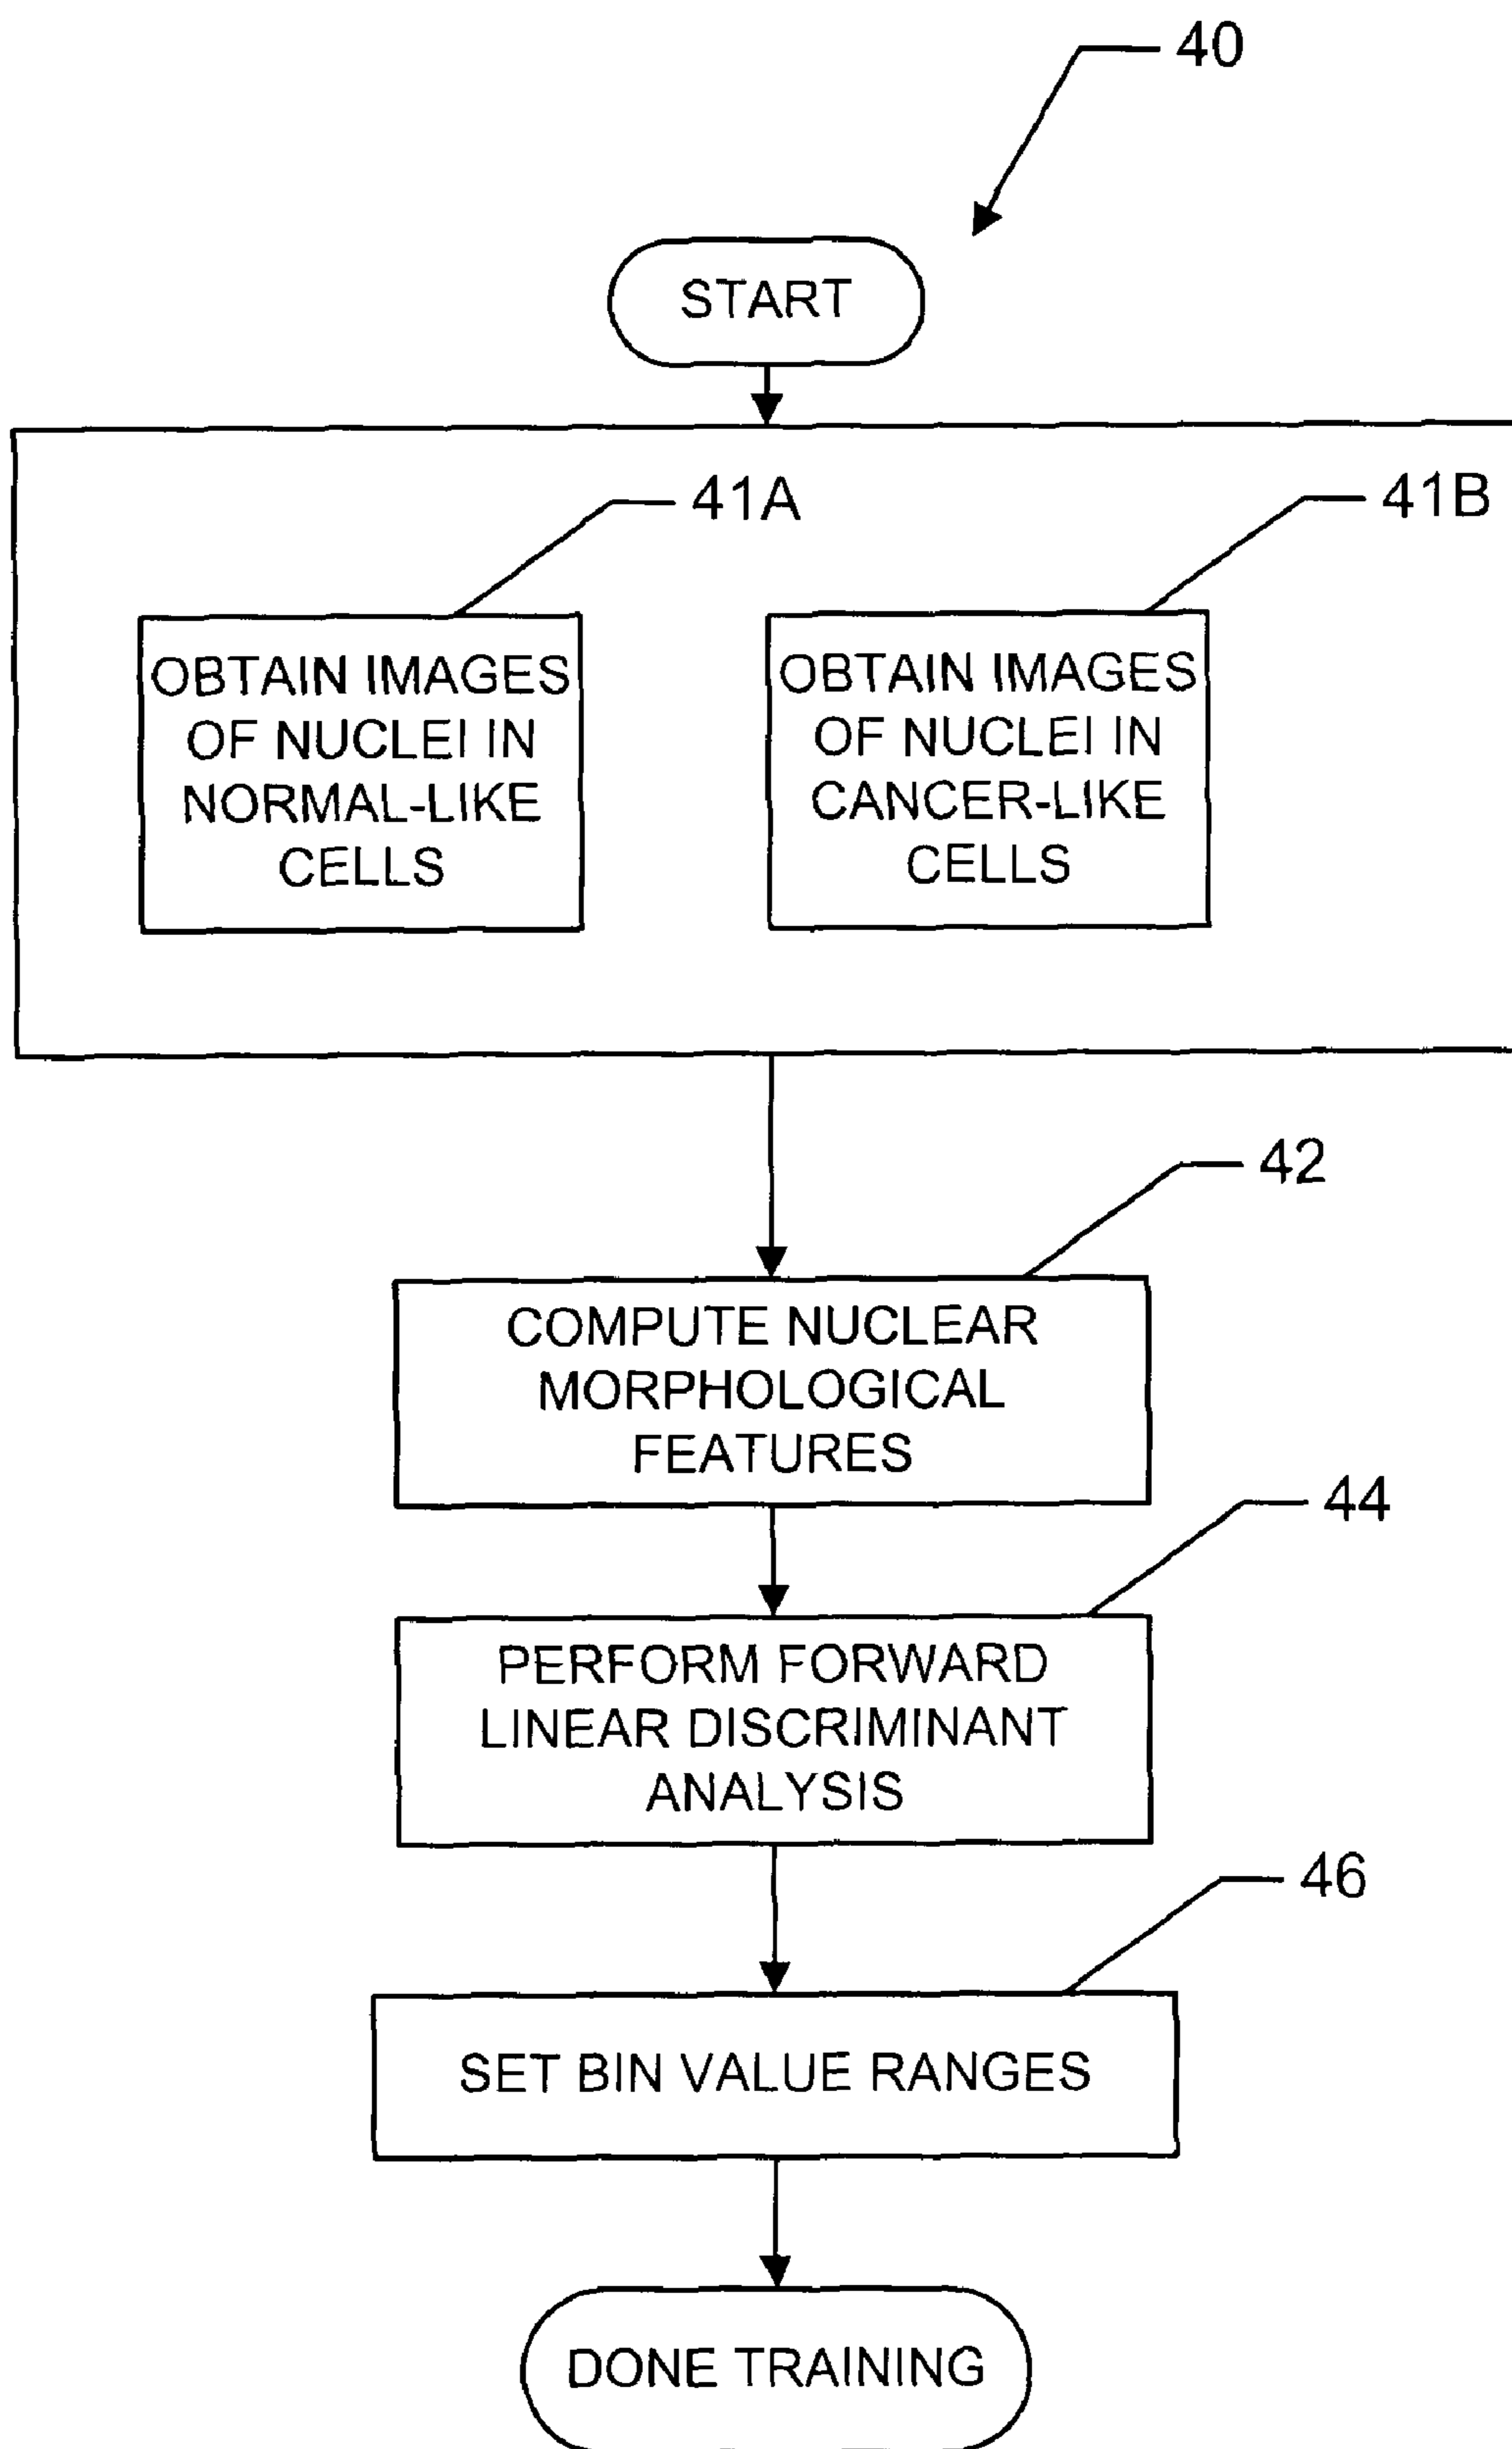 40
START
41A
41B
OBTAIN IMAGES
OF NUCLEI IN
NORMAL-LIKE
CELLS
OBTAIN IMAGES
OF NUCLEI IN
CANCER-LIKE
CELLS
42
COMPUTE NUCLEAR
MORPHOLOGICAL
FEATURES
44
PERFORM FORWARD
LINEAR DISCRIMINANT
ANALYSIS
46
SET BIN VALUE RANGES
DONE TRAINING